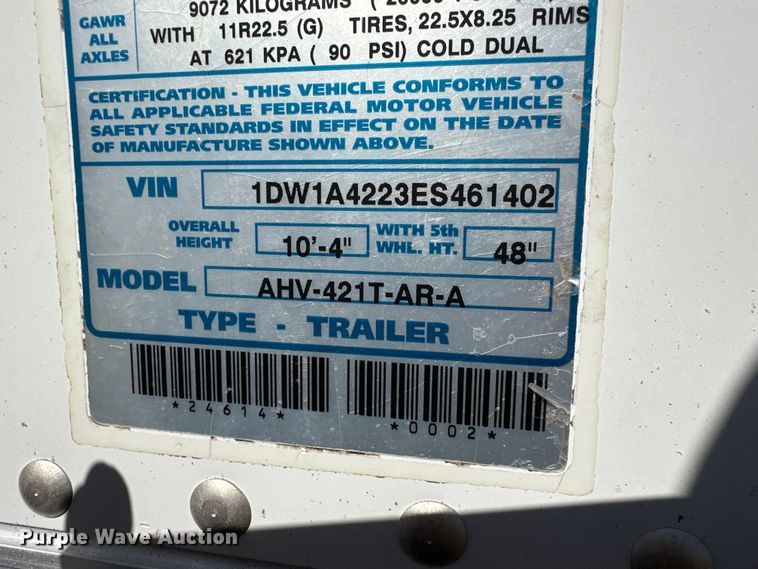 9072 KILOGRAMS (
GAWR
ALL
AXLES
WITH 11R22.5 (G) TIRES, 22.5X8.25 RIMS
AT 621 KPA ( 90 PSI) COLD DUAL
CERTIFICATION - THIS VEHICLE CONFORMS TO
ALL APPLICABLE FEDERAL MOTOR VEHICLE
SAFETY STANDARDS IN EFFECT ON THE DATE
OF MANUFACTURE SHOWN ABOVE.
VIN 1DW1A4223ES461402
OVERALL
HEIGHT 10'-4" WITH 5th
WHL. HT. 48"
MODEL AHV-421T-AR-A
TYPE - TRAILER
*24614*
*0002*
Purple Wave Auction